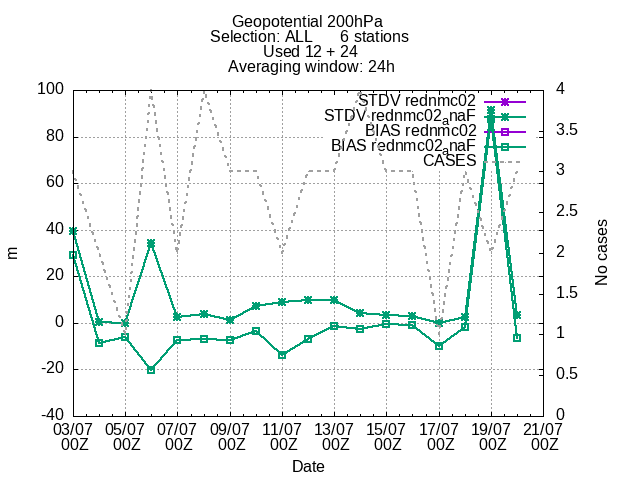 Geopotential 200hPa
Selection: ALL 6 stations
Used 12 + 24
Averaging window: 24h
STDV rednmc02
STDV rednmc02_anaF
BIAS rednmc02
BIAS rednmc02_anaF
CASES
100
80
60
40
20
0
-20
-40
m
4
3.5
3
2.5
2
1.5
1
0.5
0
No cases
03/07 05/07 07/07 09/07 11/07 13/07 15/07 17/07 19/07 21/07
00Z 00Z 00Z 00Z 00Z 00Z 00Z 00Z 00Z 00Z
Date